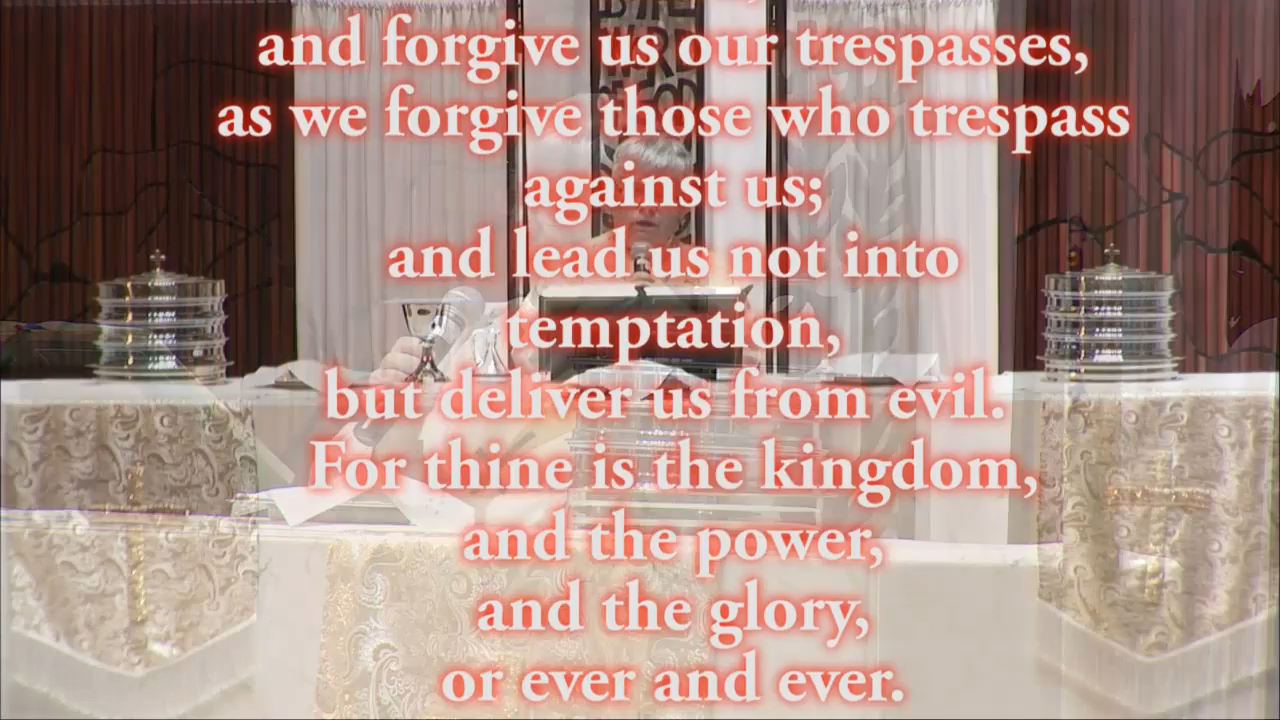 and forgive us our trespasses,
as we forgive those who trespass
against us;
and lead us not into
temptation,
but deliver us from evil.
For thine is the kingdom,
and the power,
and the glory,
or ever and ever.